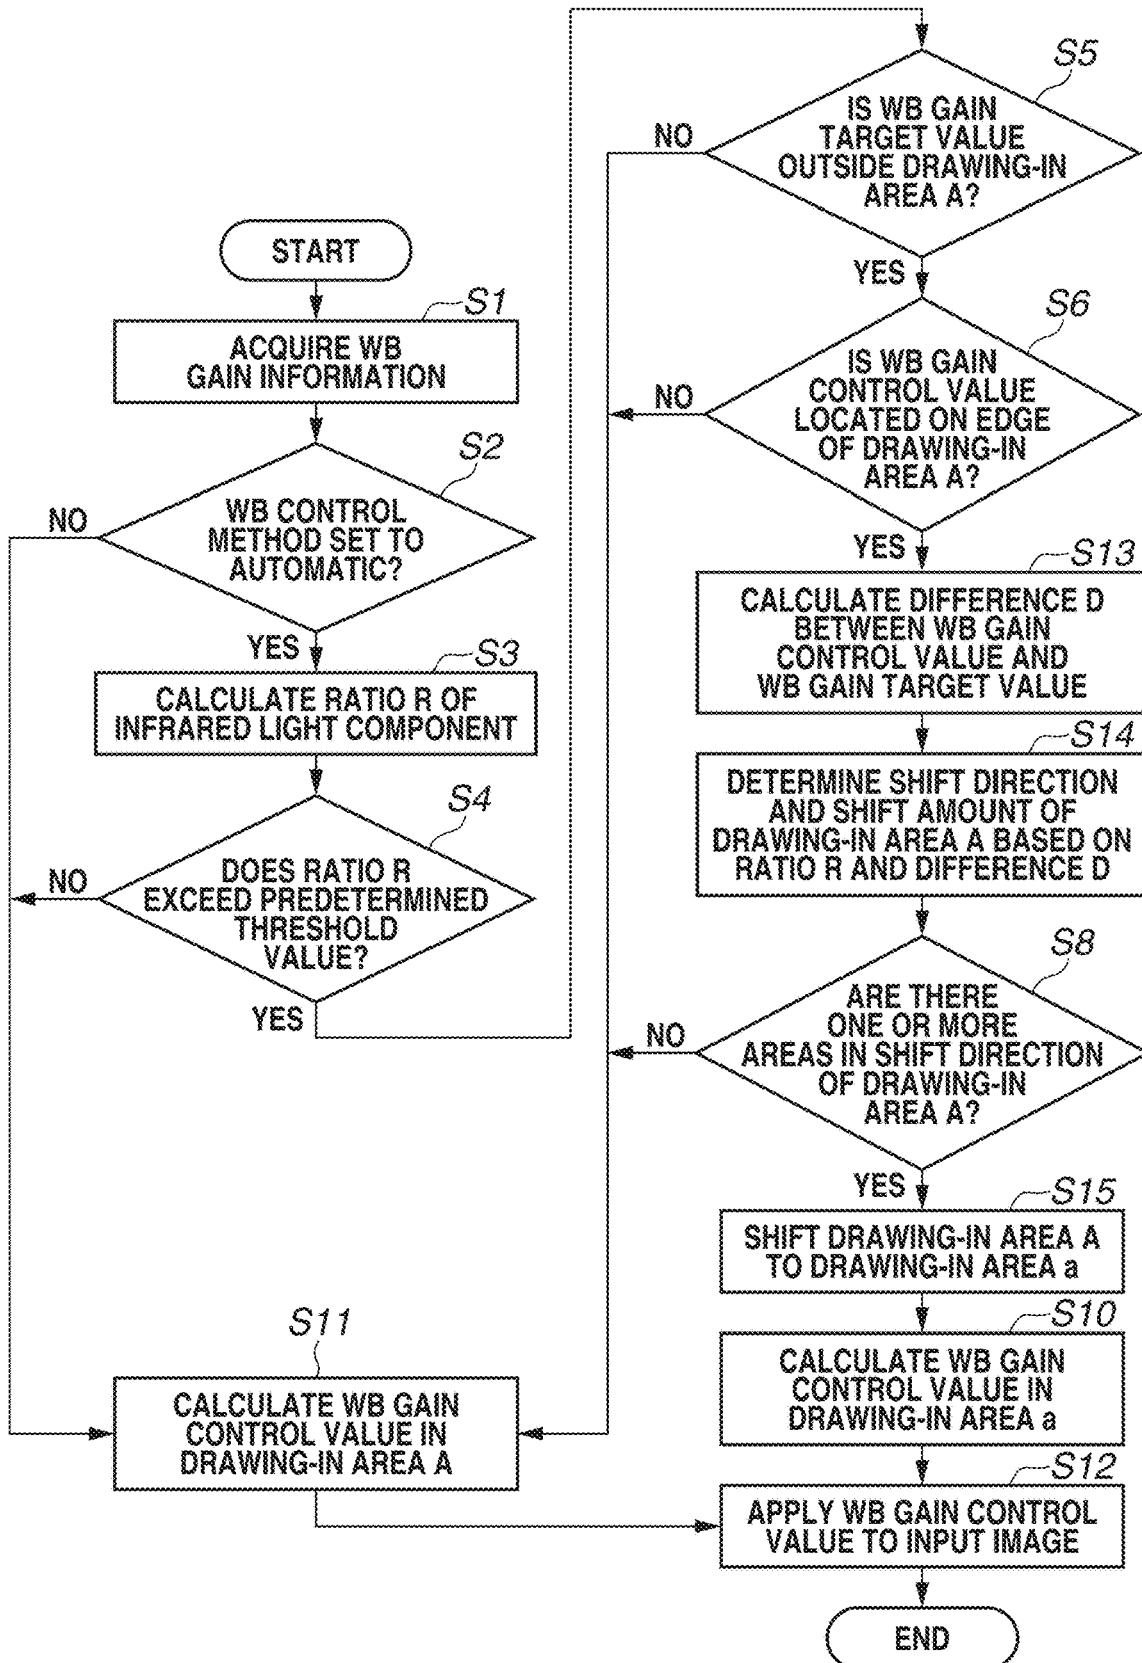 START
S1
ACQUIRE WB
GAIN INFORMATION
S2
WB CONTROL
METHOD SET TO
AUTOMATIC?
NO
YES
S3
CALCULATE RATIO R OF
INFRARED LIGHT COMPONENT
S4
DOES RATIO R
EXCEED PREDETERMINED
THRESHOLD
VALUE?
NO
YES
S5
IS WB GAIN
TARGET VALUE
OUTSIDE DRAWING-IN
AREA A?
NO
YES
S6
IS WB GAIN
CONTROL VALUE
LOCATED ON EDGE
OF DRAWING-IN
AREA A?
NO
YES
S13
CALCULATE DIFFERENCE D
BETWEEN WB GAIN
CONTROL VALUE AND
WB GAIN TARGET VALUE
S14
DETERMINE SHIFT DIRECTION
AND SHIFT AMOUNT OF
DRAWING-IN AREA A BASED ON
RATIO R AND DIFFERENCE D
S8
ARE THERE
ONE OR MORE
AREAS IN SHIFT DIRECTION
OF DRAWING-IN
AREA A?
NO
YES
S15
SHIFT DRAWING-IN AREA A
TO DRAWING-IN AREA a
S10
CALCULATE WB GAIN
CONTROL VALUE IN
DRAWING-IN AREA a
S11
CALCULATE WB GAIN
CONTROL VALUE IN
DRAWING-IN AREA A
S12
APPLY WB GAIN CONTROL
VALUE TO INPUT IMAGE
END